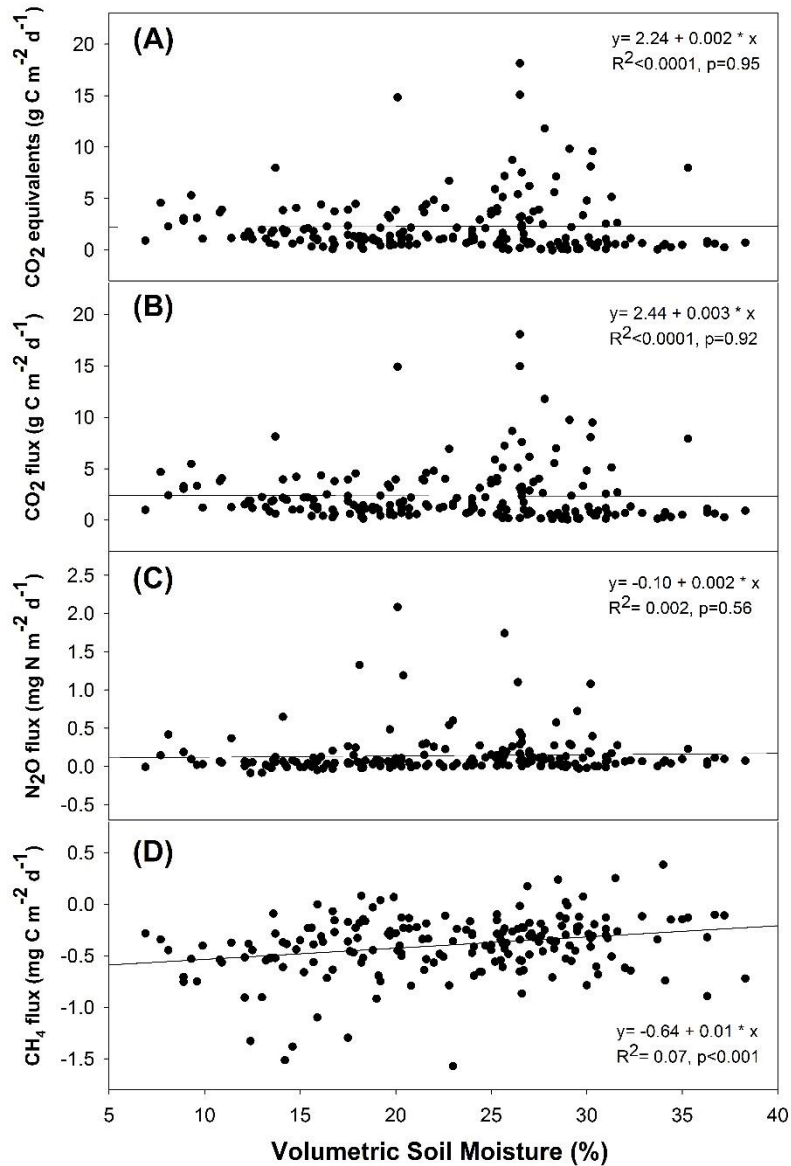 (A)
y= 2.24 + 0.002 * x
R²<0.0001, p=0.95
CO₂ equivalents (g C m⁻² d⁻¹)
20
15
10
5
0
(B)
y= 2.44 + 0.003 * x
R²<0.0001, p=0.92
CO₂ flux (g C m⁻² d⁻¹)
20
15
10
5
0
(C)
y= -0.10 + 0.002 * x
R²= 0.002, p=0.56
N₂O flux (mg N m⁻² d⁻¹)
2.5
2.0
1.5
1.0
0.5
0.0
-0.5
(D)
CH₄ flux (mg C m⁻² d⁻¹)
0.5
0.0
-0.5
-1.0
-1.5
y= -0.64 + 0.01 * x
R²= 0.07, p<0.001
5 10 15 20 25 30 35 40
Volumetric Soil Moisture (%)